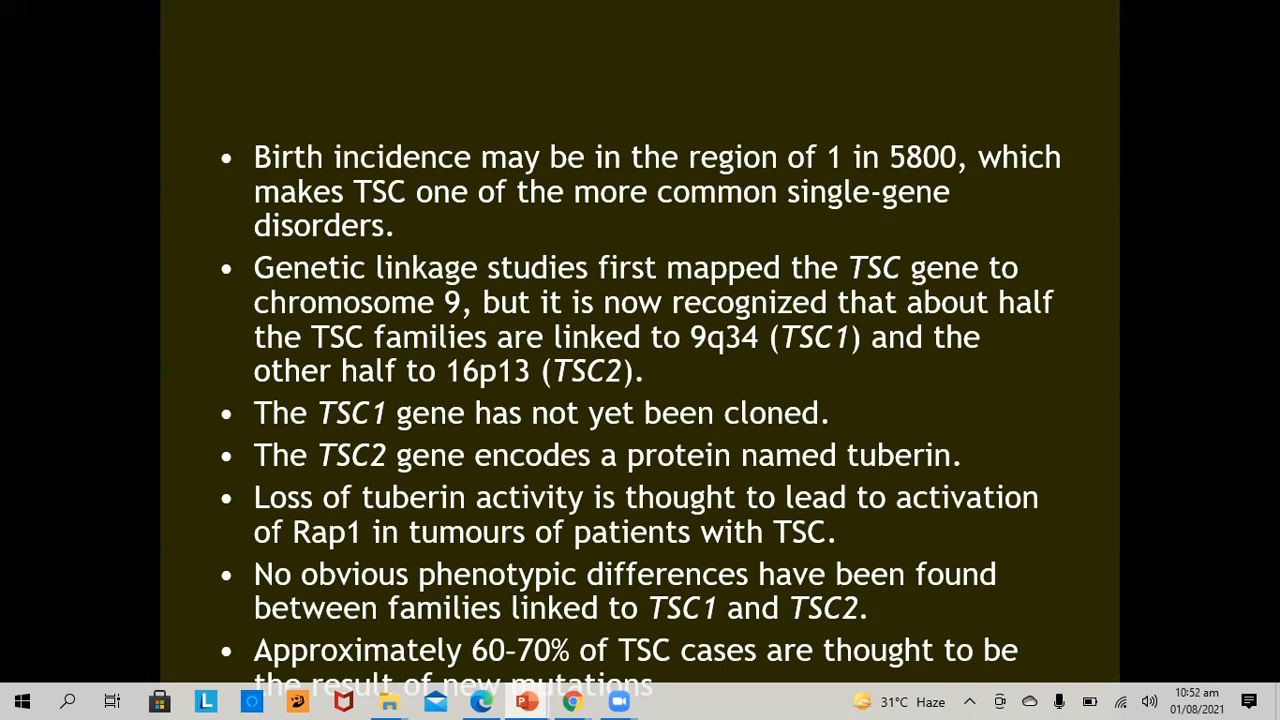 • Birth incidence may be in the region of 1 in 5800, which
makes TSC one of the more common single-gene
disorders.
• Genetic linkage studies first mapped the TSC gene to
chromosome 9, but it is now recognized that about half
the TSC families are linked to 9q34 (TSC1) and the
other half to 16p13 (TSC2).
• The TSC1 gene has not yet been cloned.
• The TSC2 gene encodes a protein named tuberin.
• Loss of tuberin activity is thought to lead to activation
of Rap1 in tumours of patients with TSC.
• No obvious phenotypic differences have been found
between families linked to TSC1 and TSC2.
• Approximately 60–70% of TSC cases are thought to be
the result of new mutations
L
31°C Haze
10:52 am
01/08/2021